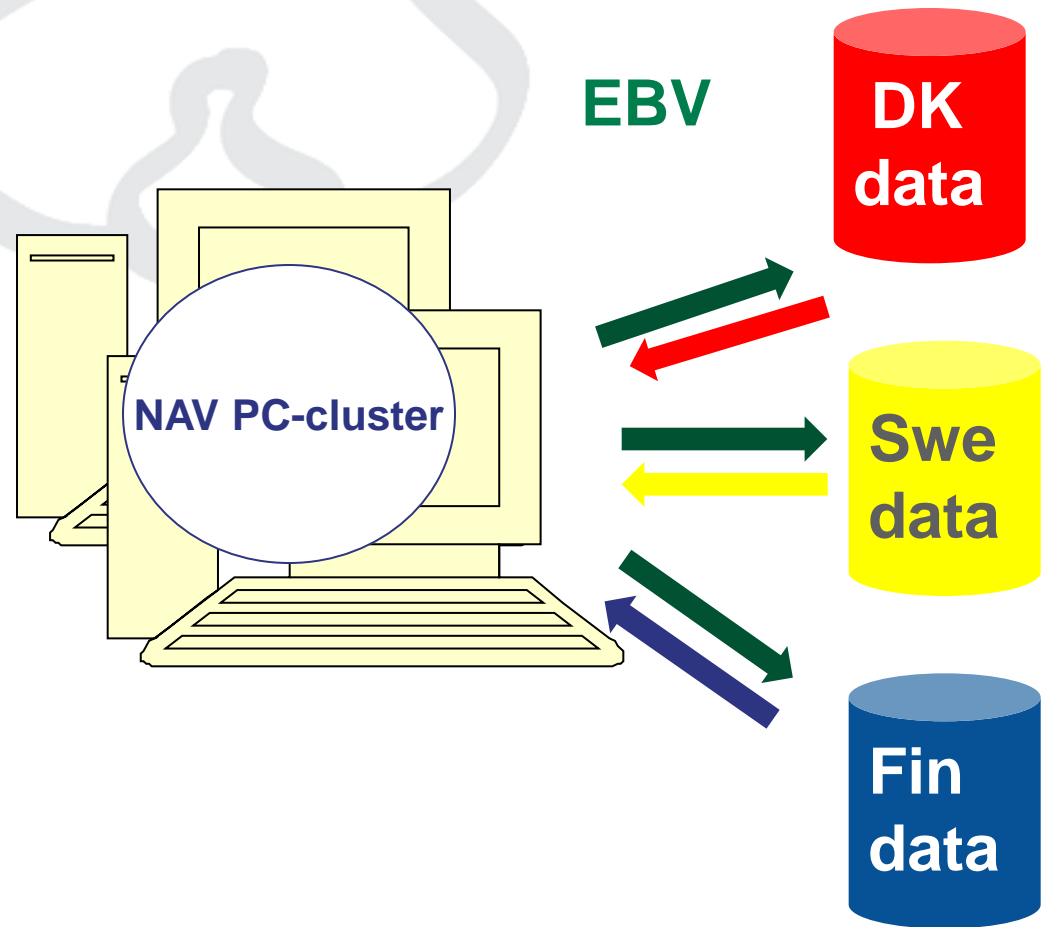 EBV
DK
data
NAV PC-cluster
Swe
data
Fin
data